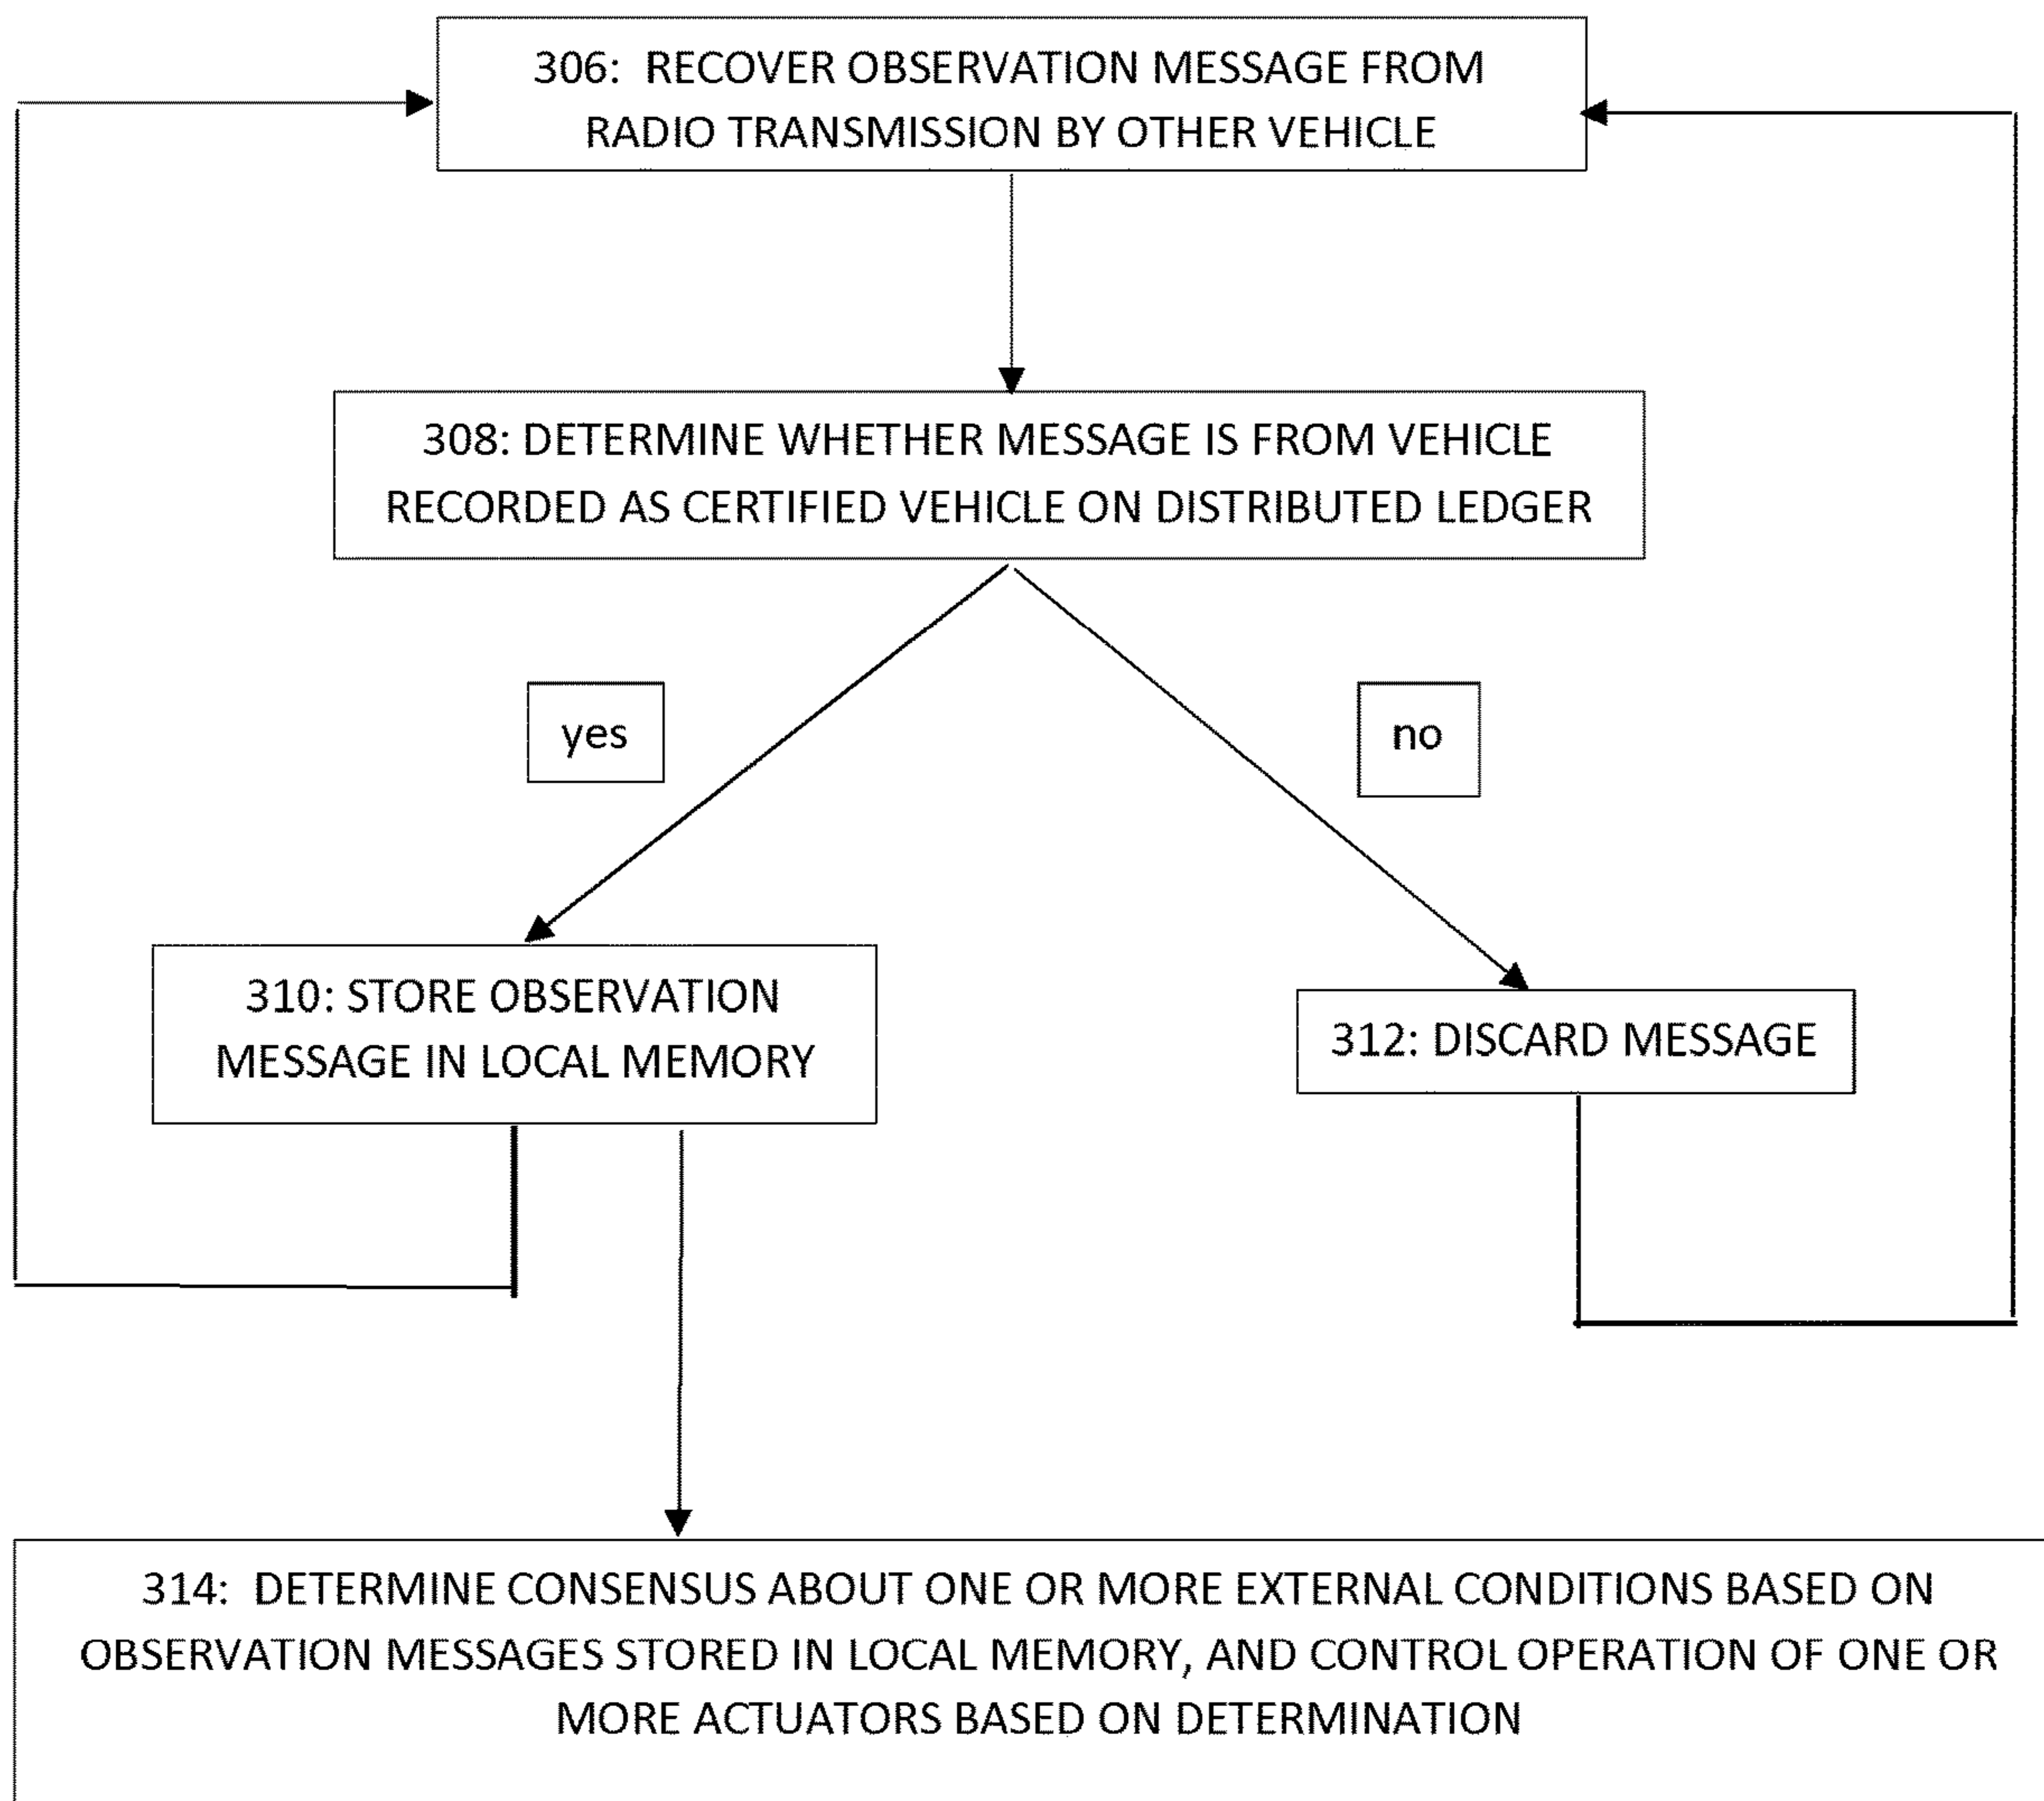 306: RECOVER OBSERVATION MESSAGE FROM
RADIO TRANSMISSION BY OTHER VEHICLE
308: DETERMINE WHETHER MESSAGE IS FROM VEHICLE
RECORDED AS CERTIFIED VEHICLE ON DISTRIBUTED LEDGER
yes
no
310: STORE OBSERVATION
MESSAGE IN LOCAL MEMORY
312: DISCARD MESSAGE
314: DETERMINE CONSENSUS ABOUT ONE OR MORE EXTERNAL CONDITIONS BASED ON
OBSERVATION MESSAGES STORED IN LOCAL MEMORY, AND CONTROL OPERATION OF ONE OR
MORE ACTUATORS BASED ON DETERMINATION